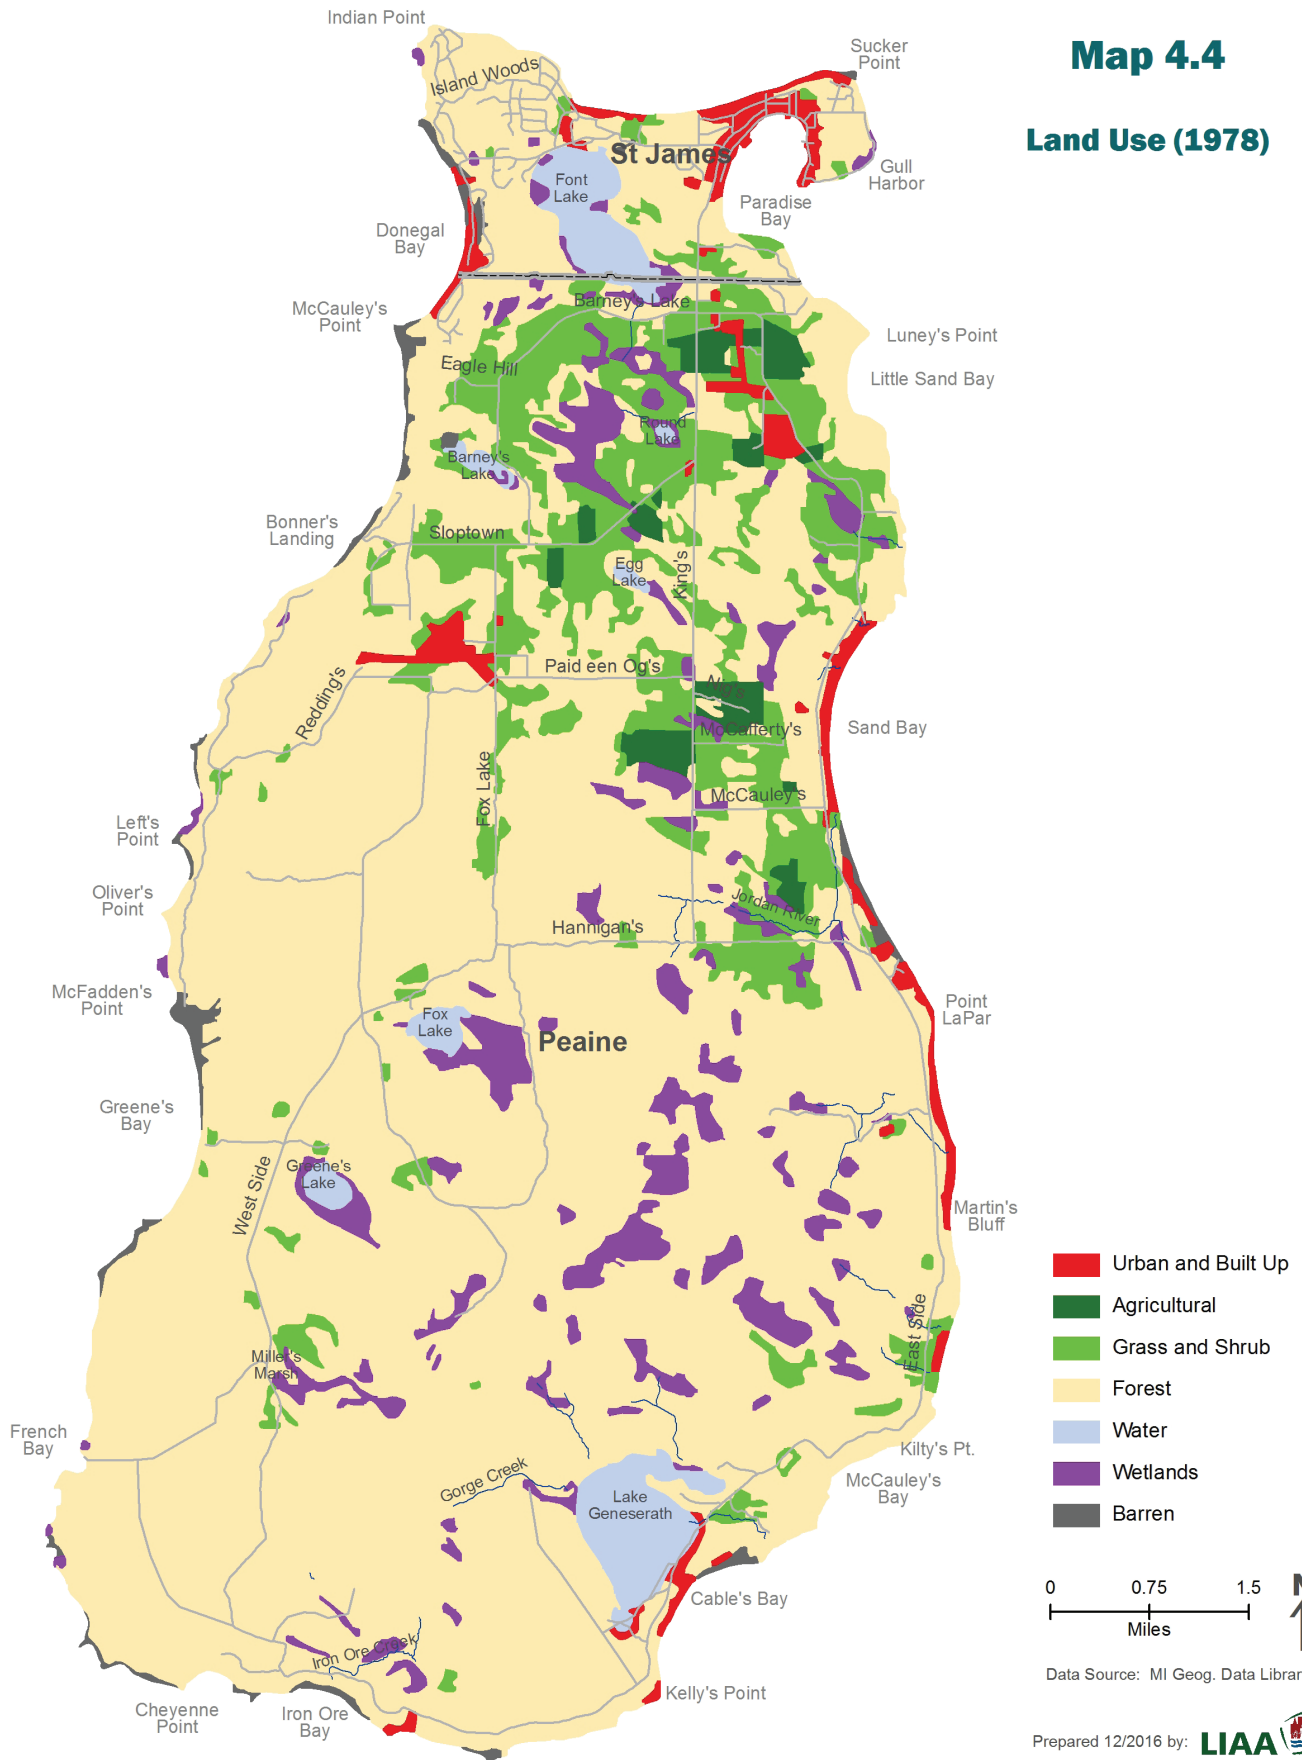 Indian Point
Map 4.4
Sucker
Point
Island Woods
Land Use (1978)
St James
Gull
Harbor
Font
Lake
Paradise
Bay
Donegal
Bay
McCauley's
Point
Barney's Lake
Luney's Point
Eagle Hill
Little Sand Bay
Round
Lake
Barney's
Lake
Bonner's
Landing
Sloptown
Egg
Lake
King's
Paid een Og's
Redding's
Nig's
McCafferty's
Sand Bay
Fox Lake
McCauley's
Left's
Point
Oliver's
Point
Jordan River
Hannigan's
McFadden's
Point
Fox
Lake
Point
LaPar
Peaine
Greene's
Bay
Greene's
Lake
West Side
Martin's
Bluff
Urban and Built Up
Agricultural
Grass and Shrub
Forest
Water
Wetlands
Barren
East Side
Miller's
Marsh
French
Bay
Kilty's Pt.
McCauley's
Bay
Gorge Creek
Lake
Geneserath
0 0.75 1.5
Miles
N
Cable's Bay
Iron Ore Creek
Data Source: MI Geog. Data Librar
Kelly's Point
Cheyenne
Point
Iron Ore
Bay
Prepared 12/2016 by: LIAA